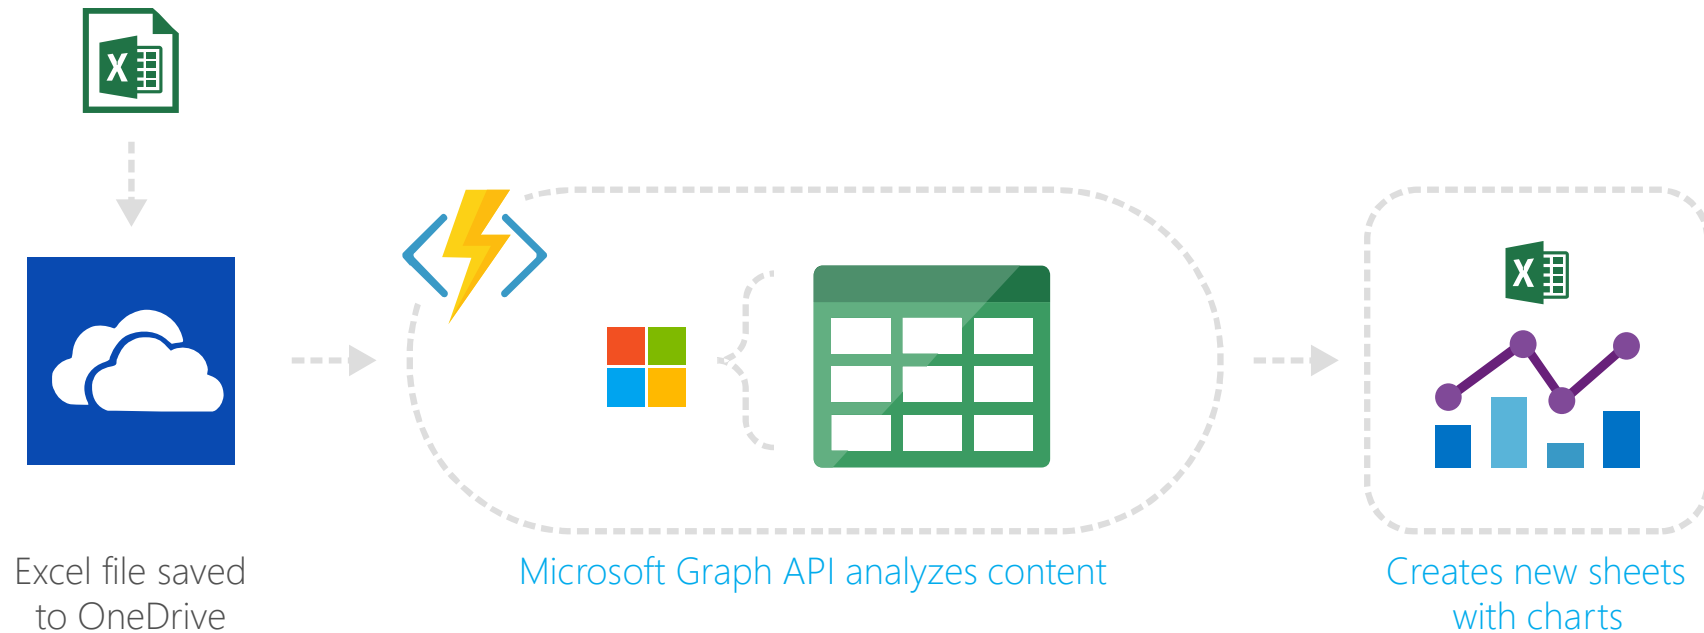 X
X
Excel file saved
to OneDrive
Microsoft Graph API analyzes content
Creates new sheets
with charts